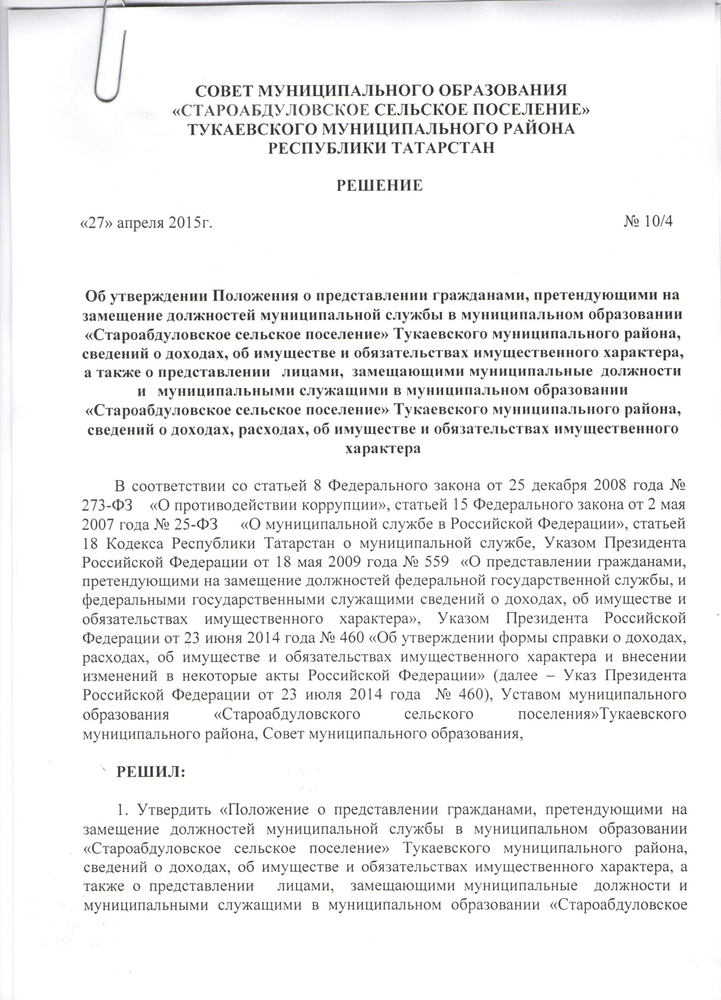 СОВЕТ МУНИЦИПАЛЬНОГО ОБРАЗОВАНИЯ
«СТАРОАБДУЛОВСКОЕ СЕЛЬСКОЕ ПОСЕЛЕНИЕ»
ТУКАЕВСКОГО МУНИЦИПАЛЬНОГО РАЙОНА
РЕСПУБЛИКИ ТАТАРСТАН
РЕШЕНИЕ
«27» апреля 2015г. № 10/4
Об утверждении Положения о представлении гражданами, претендующими на
замещение должностей муниципальной службы в муниципальном образовании
«Староабдуловское сельское поселение» Тукаевского муниципального района,
сведений о доходах, об имуществе и обязательствах имущественного характера,
а также о представлении лицами, замещающими муниципальные должности
и муниципальными служащими в муниципальном образовании
«Староабдуловское сельское поселение» Тукаевского муниципального района,
сведений о доходах, расходах, об имуществе и обязательствах имущественного
характера
В соответствии со статьей 8 Федерального закона от 25 декабря 2008 года №
273-ФЗ «О противодействии коррупции», статьей 15 Федерального закона от 2 мая
2007 года № 25-ФЗ «О муниципальной службе в Российской Федерации», статьей
18 Кодекса Республики Татарстан о муниципальной службе, Указом Президента
Российской Федерации от 18 мая 2009 года № 559 «О представлении гражданами,
претендующими на замещение должностей федеральной государственной службы, и
федеральными государственными служащими сведений о доходах, об имуществе и
обязательствах имущественного характера», Указом Президента Российской
Федерации от 23 июня 2014 года № 460 «Об утверждении формы справки о доходах,
расходах, об имуществе и обязательствах имущественного характера и внесении
изменений в некоторые акты Российской Федерации» (далее – Указ Президента
Российской Федерации от 23 июля 2014 года № 460), Уставом муниципального
образования «Староабдуловского сельского поселения»Тукаевского
муниципального района, Совет муниципального образования,
РЕШИЛ:
1. Утвердить «Положение о представлении гражданами, претендующими на
замещение должностей муниципальной службы в муниципальном образовании
«Староабдуловское сельское поселение» Тукаевского муниципального района,
сведений о доходах, об имуществе и обязательствах имущественного характера, а
также о представлении лицами, замещающими муниципальные должности и
муниципальными служащими в муниципальном образовании «Староабдуловское